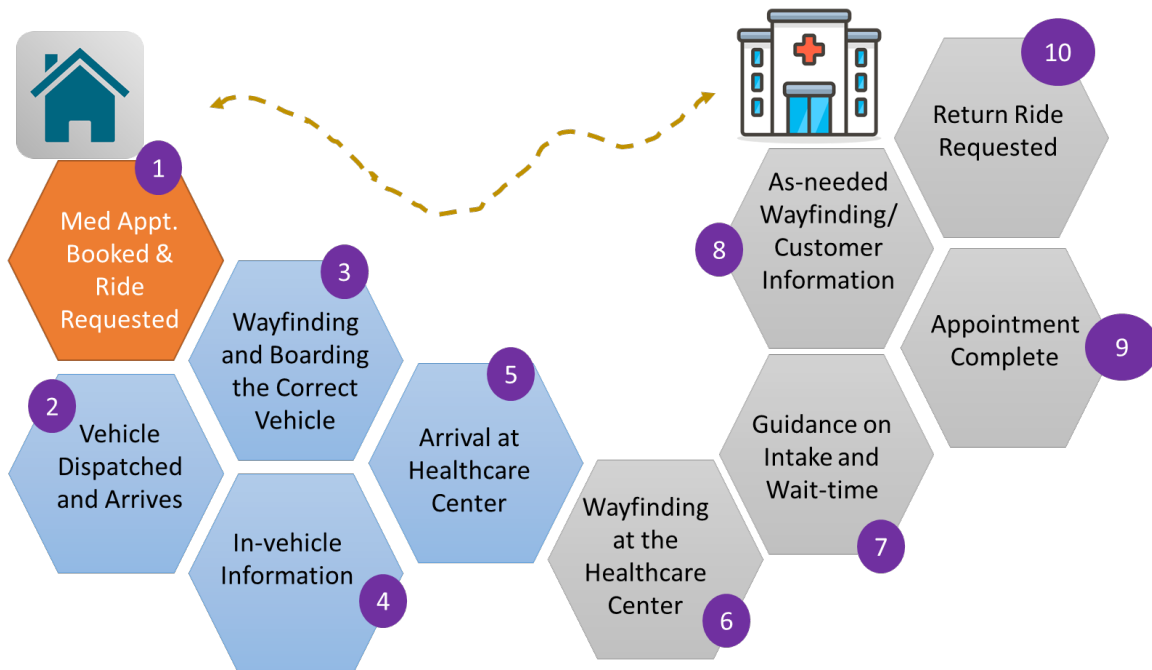 1
Med Appt.
Booked &
Ride
Requested
2
Vehicle
Dispatched
and Arrives
3
Wayfinding
and Boarding
the Correct
Vehicle
4
In-vehicle
Information
5
Arrival at
Healthcare
Center
6
Wayfinding
at the
Healthcare
Center
7
Guidance on
Intake and
Wait-time
8
As-needed
Wayfinding/
Customer
Information
9
Appointment
Complete
10
Return Ride
Requested